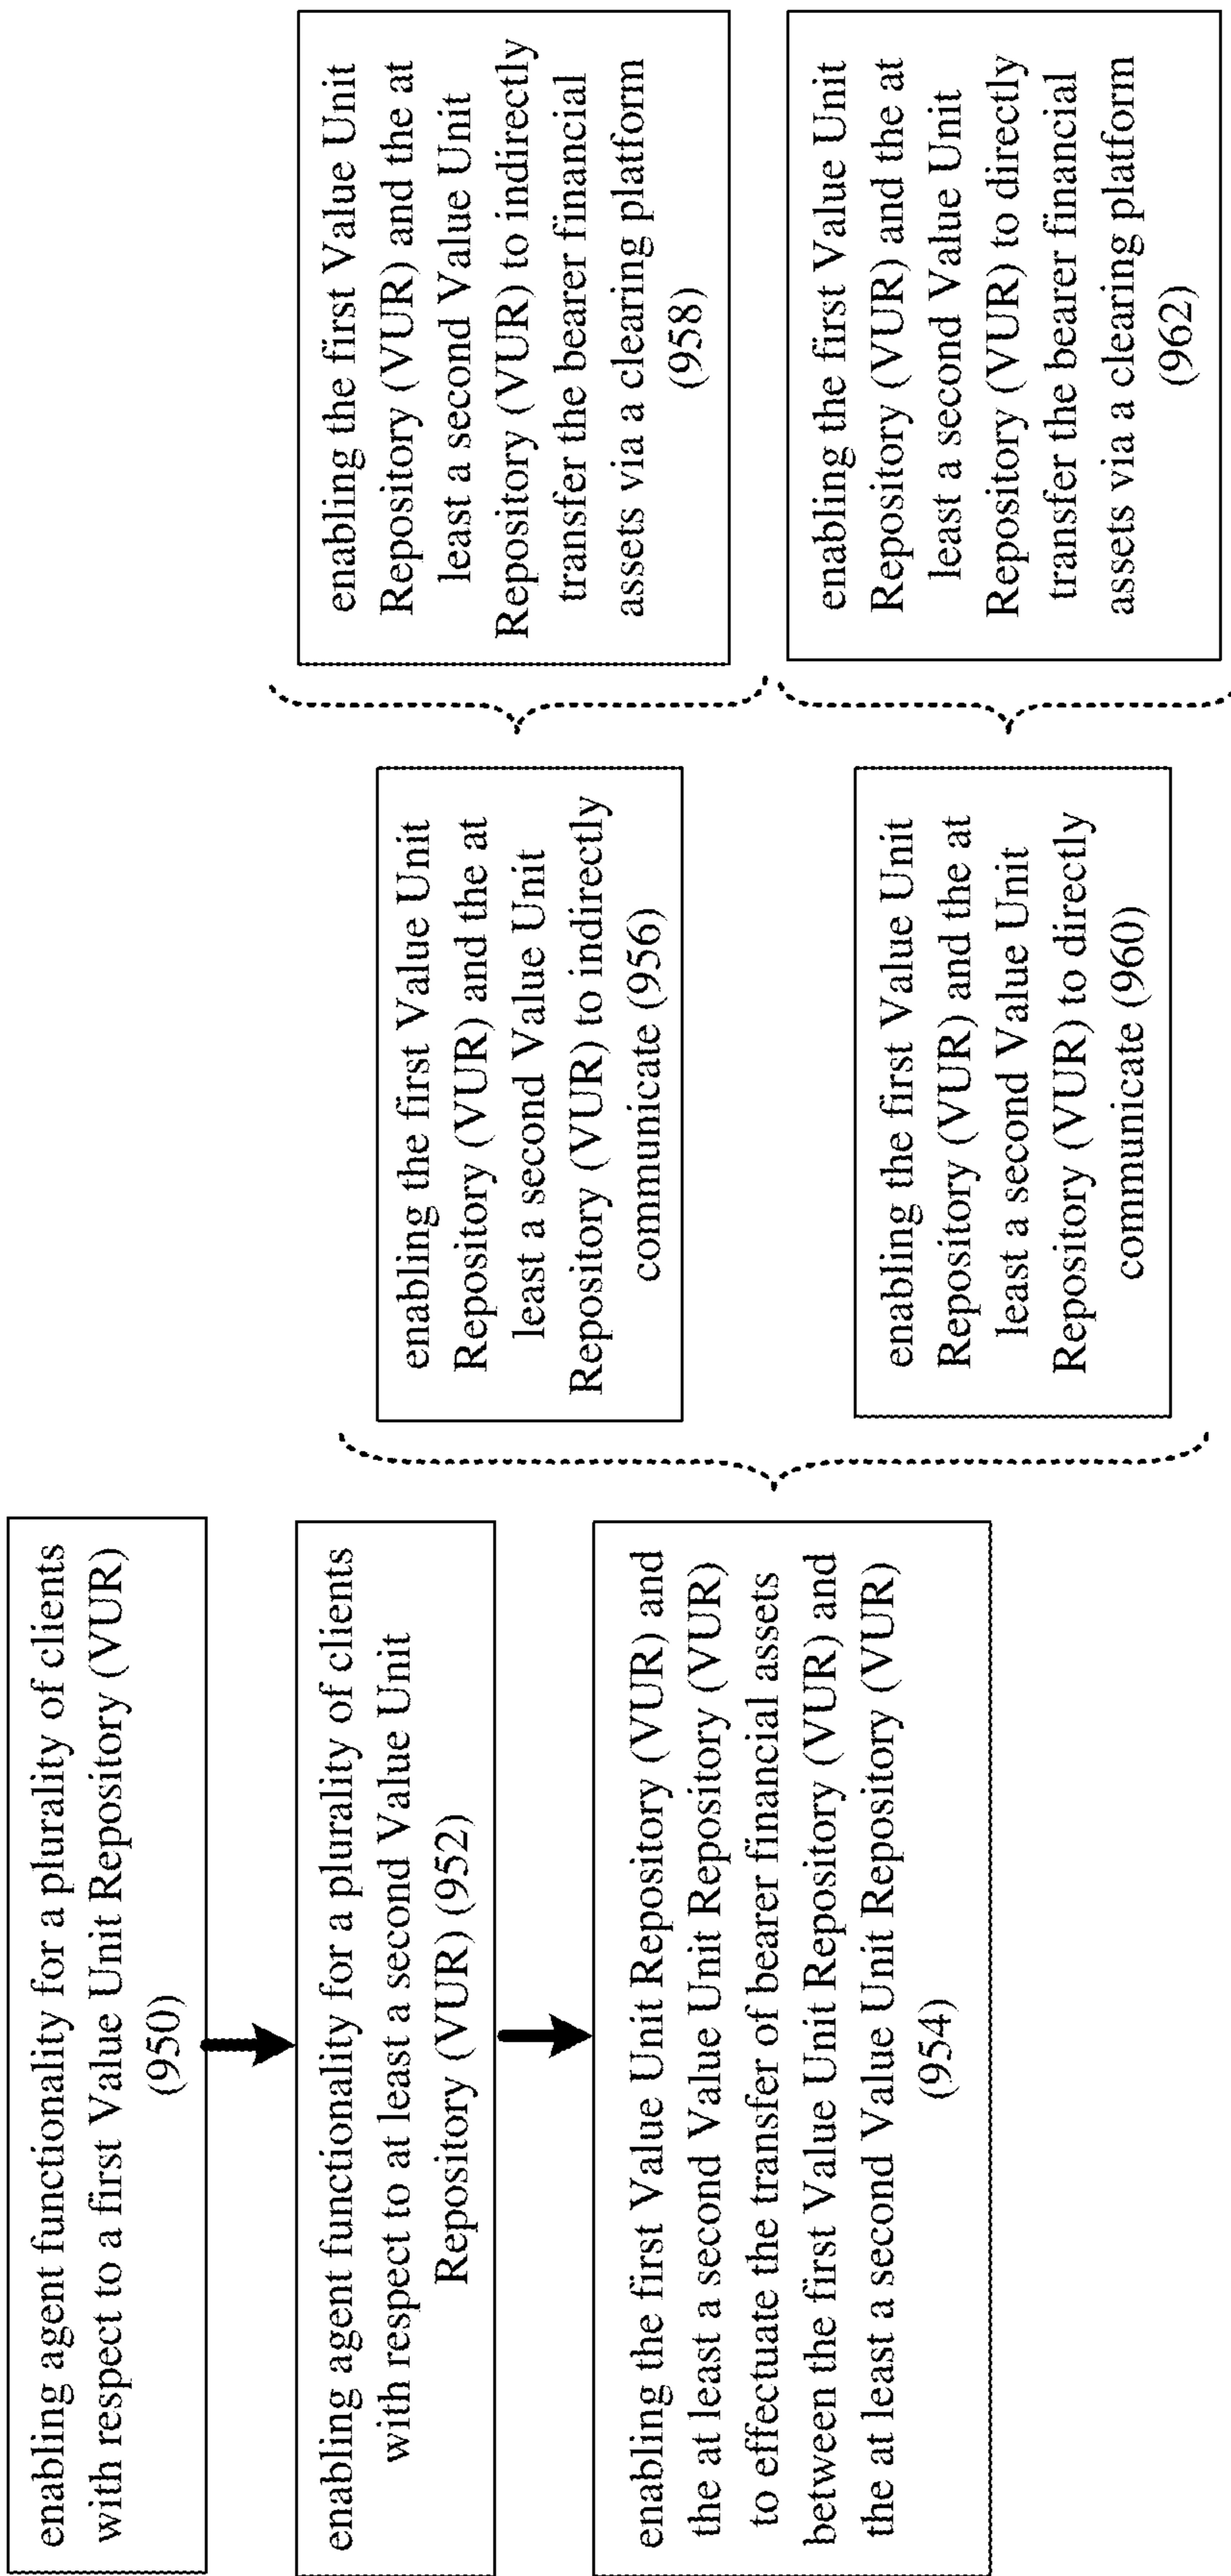 enabling agent functionality for a plurality of clients
with respect to a first Value Unit Repository (VUR)
(950)
enabling agent functionality for a plurality of clients
with respect to at least a second Value Unit
Repository (VUR) (952)
enabling the first Value Unit Repository (VUR) and
the at least a second Value Unit Repository (VUR)
to effectuate the transfer of bearer financial assets
between the first Value Unit Repository (VUR) and
the at least a second Value Unit Repository (VUR)
(954)
enabling the first Value Unit
Repository (VUR) and the at
least a second Value Unit
Repository (VUR) to indirectly
communicate (956)
enabling the first Value Unit
Repository (VUR) and the at
least a second Value Unit
Repository (VUR) to directly
communicate (960)
enabling the first Value Unit
Repository (VUR) and the at
least a second Value Unit
Repository (VUR) to indirectly
transfer the bearer financial
assets via a clearing platform
(958)
enabling the first Value Unit
Repository (VUR) and the at
least a second Value Unit
Repository (VUR) to directly
transfer the bearer financial
assets via a clearing platform
(962)